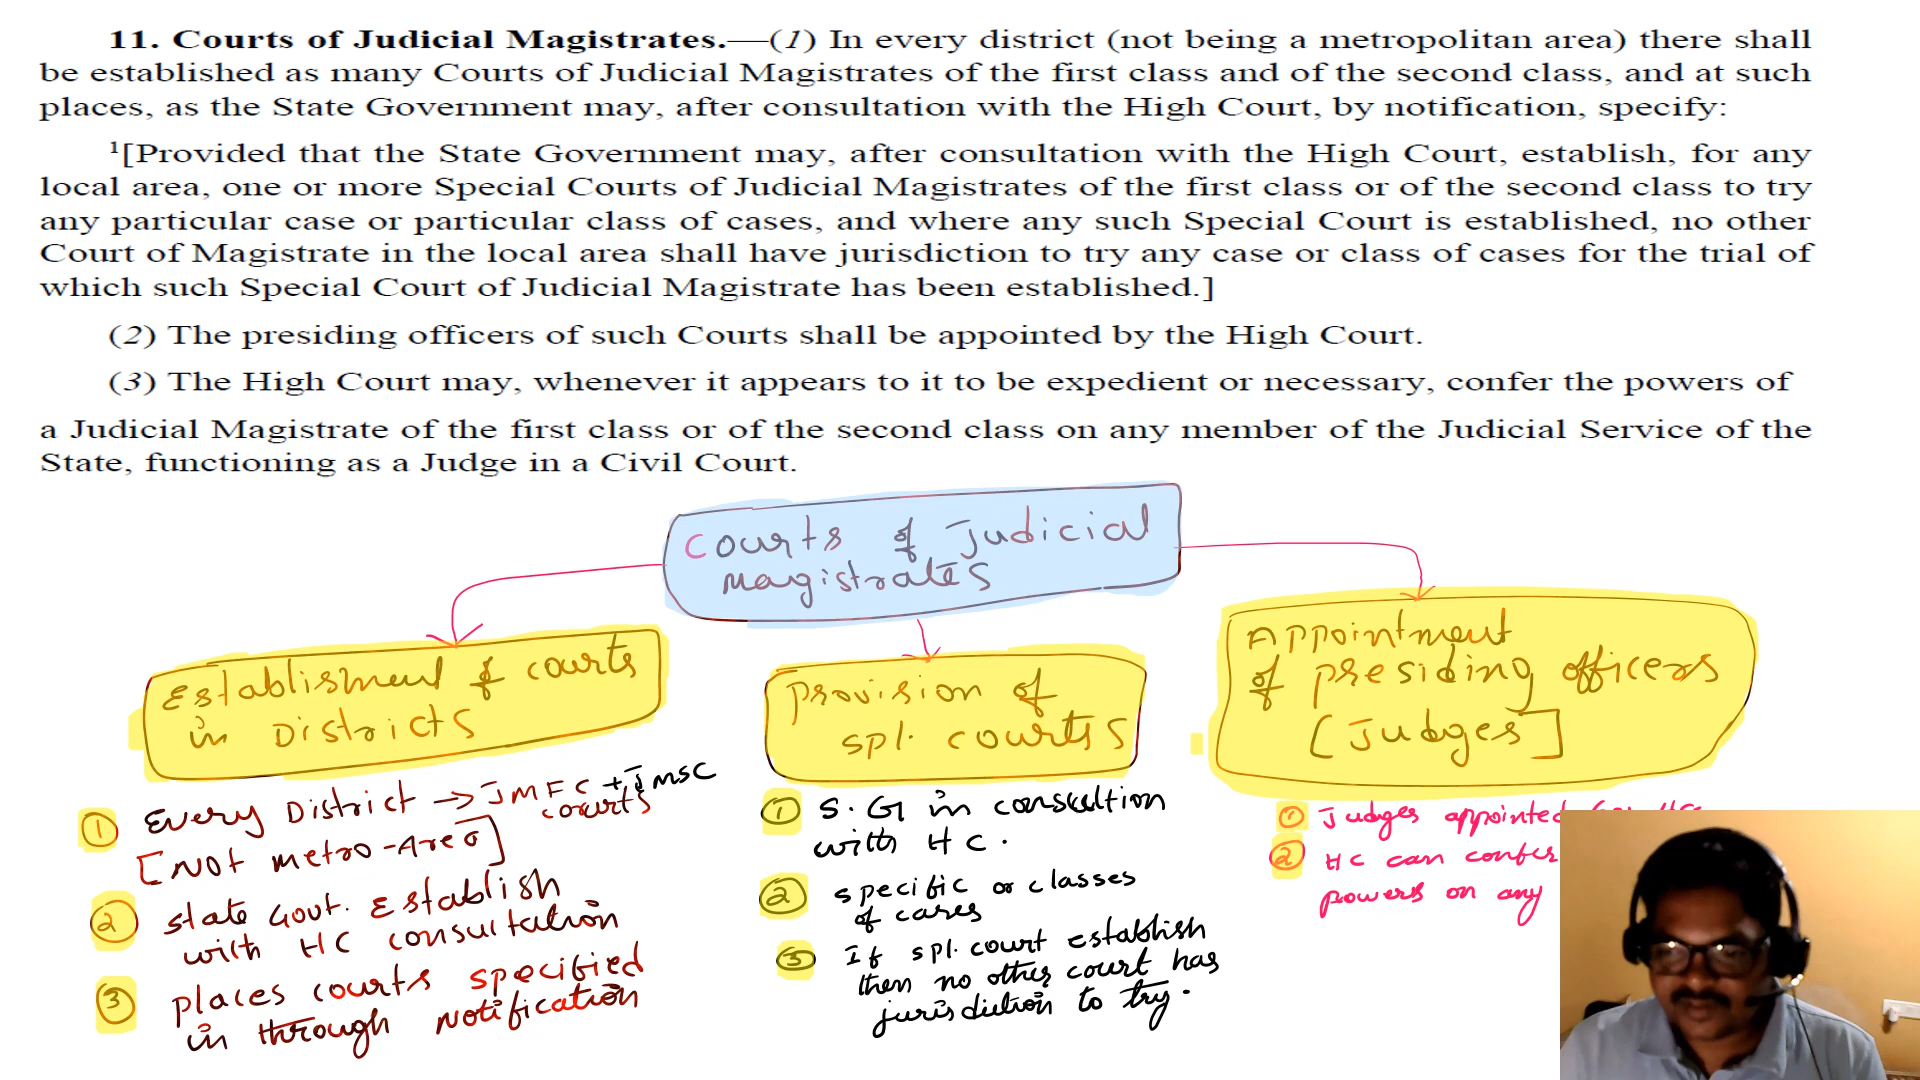 11. Courts of Judicial Magistrates.—(1) In every district (not being a metropolitan area) there shall
be established as many Courts of Judicial Magistrates of the first class and of the second class, and at such
places, as the State Government may, after consultation with the High Court, by notification, specify:
1[Provided that the State Government may, after consultation with the High Court, establish, for any
local area, one or more Special Courts of Judicial Magistrates of the first class or of the second class to try
any particular case or particular class of cases, and where any such Special Court is established, no other
Court of Magistrate in the local area shall have jurisdiction to try any case or class of cases for the trial of
which such Special Court of Judicial Magistrate has been established.]
(2) The presiding officers of such Courts shall be appointed by the High Court.
(3) The High Court may, whenever it appears to it to be expedient or necessary, confer the powers of
a Judicial Magistrate of the first class or of the second class on any member of the Judicial Service of the
State, functioning as a Judge in a Civil Court.
Courts of Judicial
Magistrates
Establishment of courts
in Districts
① Every District → JMFC + JMSC
courts
[Not metro-Area]
② State Govt. Establish
with HC consultation
③ places courts specified
in through Notification
Provision of
spl. courts
① S.G in consultion
with HC.
② specific or classes
of cases
③ If spl. court establish
then no other court has
jurisdiction to try.
Appointment
of presiding officers
[Judges]
① Judges appointed
② HC can confer
powers on any